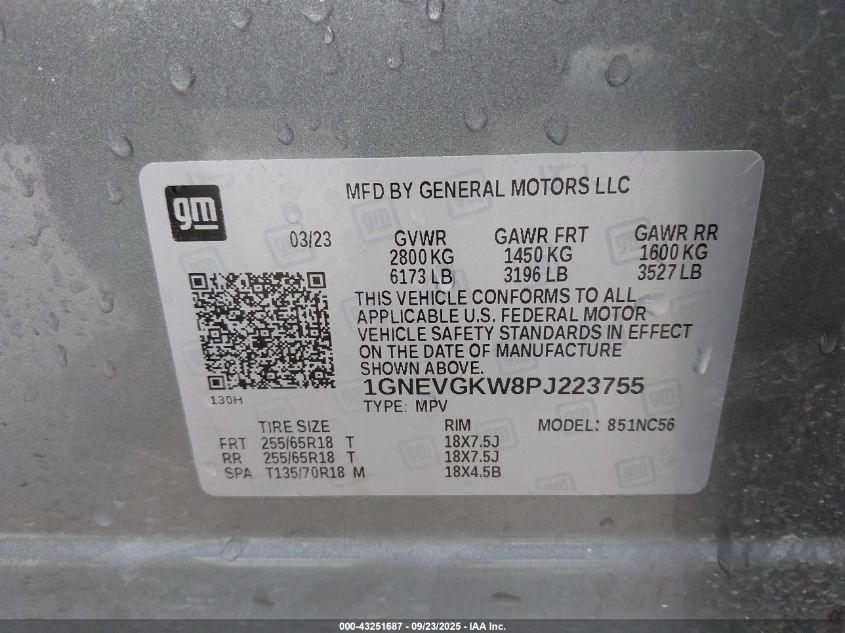 gm
MFD BY GENERAL MOTORS LLC
03/23 GVWR GAWR FRT GAWR RR
2800 KG 1450 KG 1600 KG
6173 LB 3196 LB 3527 LB
THIS VEHICLE CONFORMS TO ALL
APPLICABLE U.S. FEDERAL MOTOR
VEHICLE SAFETY STANDARDS IN EFFECT
ON THE DATE OF MANUFACTURE
SHOWN ABOVE.
1GNEVGKW8PJ223755
130H
TYPE: MPV
TIRE SIZE RIM MODEL: 851NC56
FRT 255/65R18 T 18X7.5J
RR 255/65R18 T 18X7.5J
SPA T135/70R18 M 18X4.5B
000-43251687 - 09/23/2025 - IAA Inc.